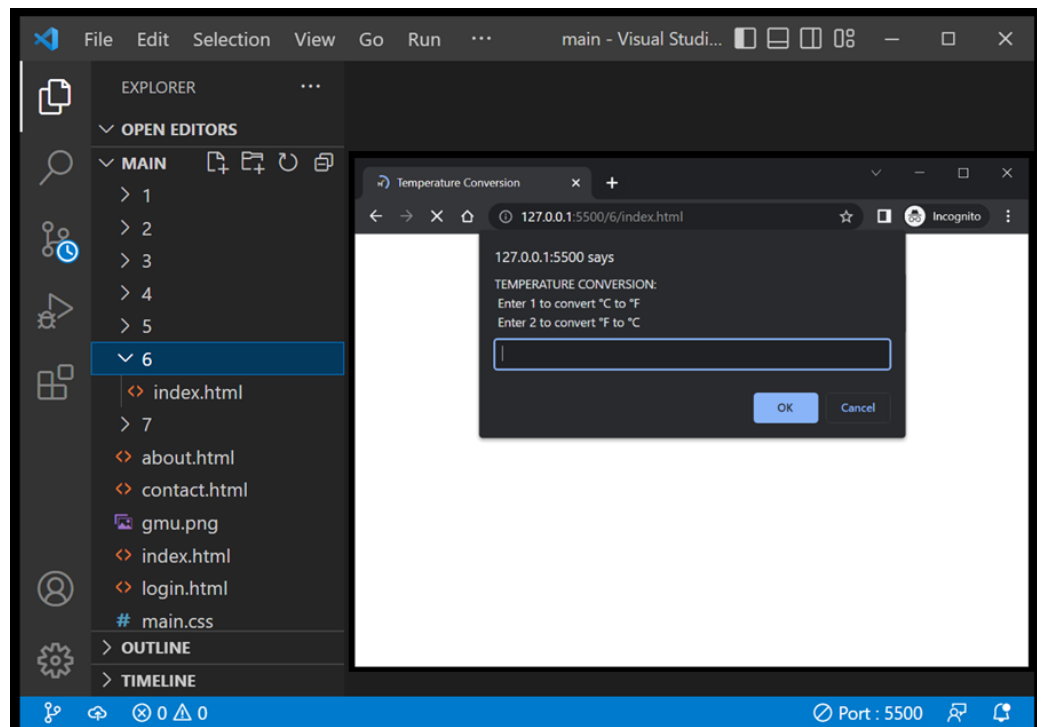 File Edit Selection View Go Run ··· main - Visual Studi...
EXPLORER ···
OPEN EDITORS
MAIN
1
2
3
4
5
6
index.html
7
about.html
contact.html
gmu.png
index.html
login.html
# main.css
OUTLINE
TIMELINE
0 0
Port : 5500
Temperature Conversion
127.0.0.1:5500/6/index.html
Incognito
127.0.0.1:5500 says
TEMPERATURE CONVERSION:
Enter 1 to convert °C to °F
Enter 2 to convert °F to °C
OK Cancel